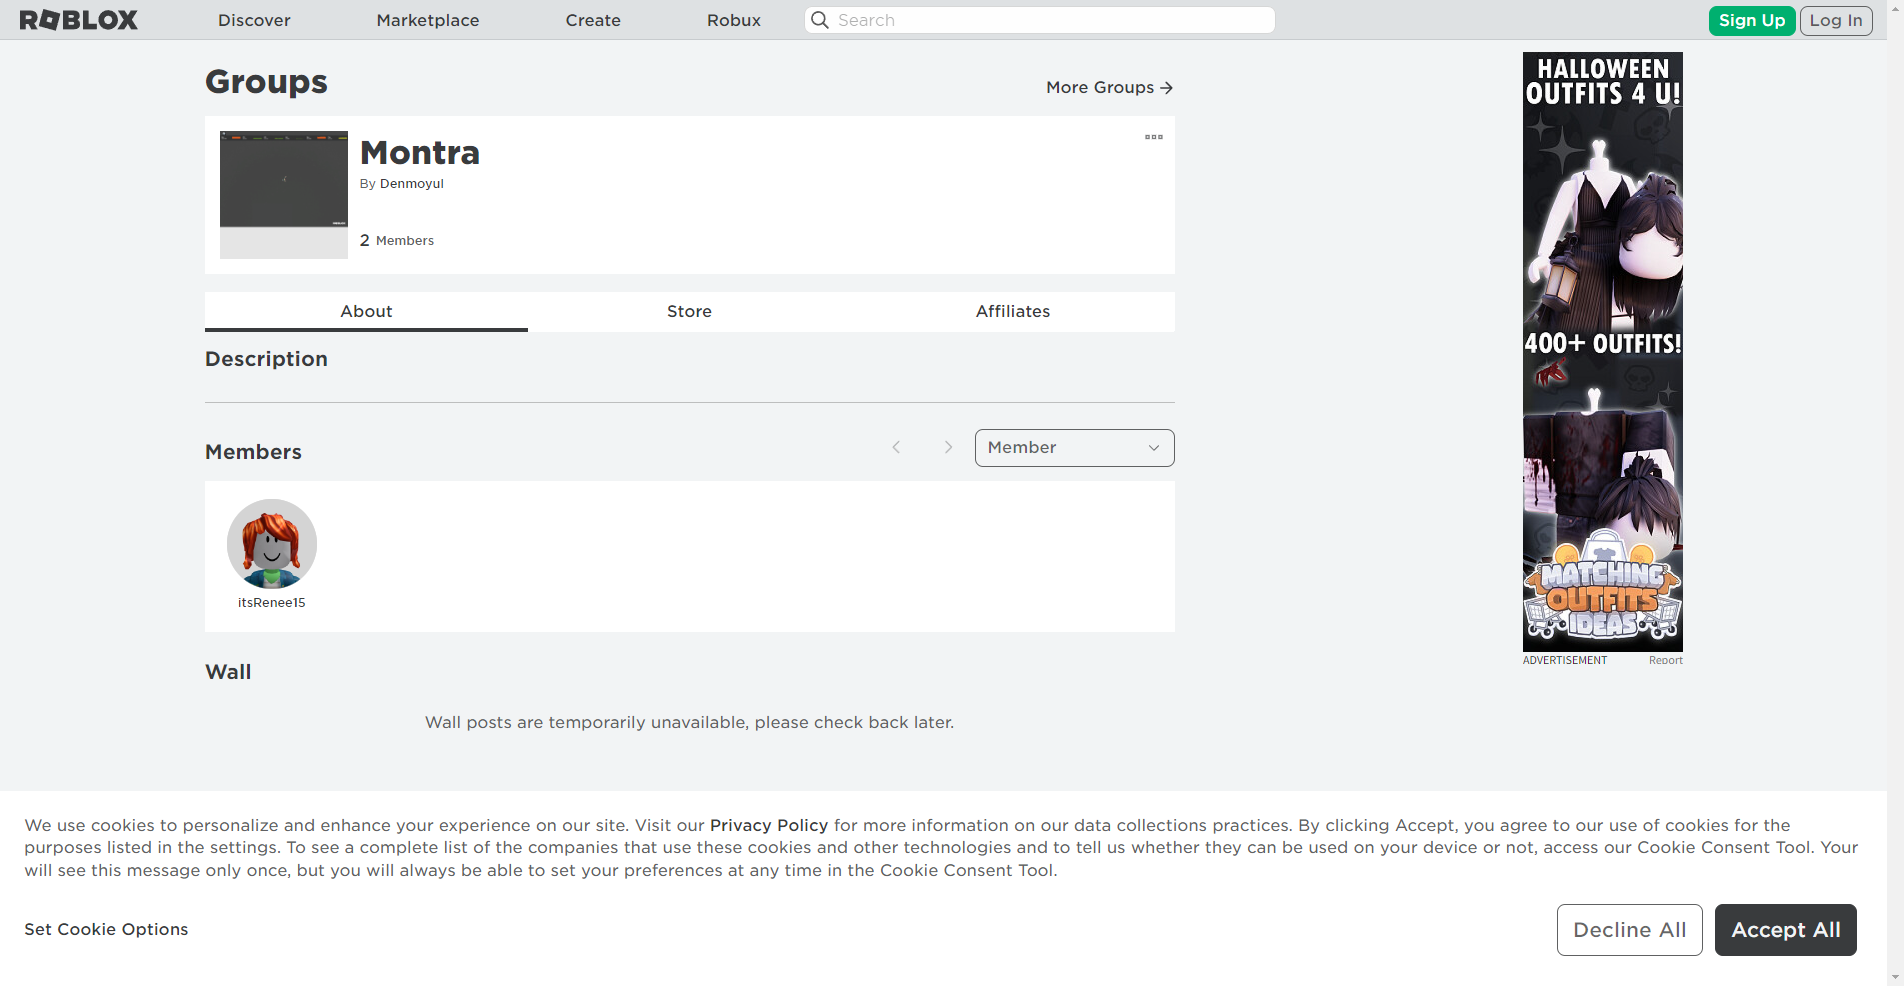 ROBLOX
Discover
Marketplace
Create
Robux
Search
Sign Up
Log In
Groups
More Groups
Montra
By Denmoyul
2 Members
About
Store
Affiliates
Description
Members
Member
itsRenee15
Wall
Wall posts are temporarily unavailable, please check back later.
HALLOWEEN
OUTFITS 4 U!
400+ OUTFITS!
MATCHING
OUTFITS
IDEAS
ADVERTISEMENT
Report
We use cookies to personalize and enhance your experience on our site. Visit our Privacy Policy for more information on our data collections practices. By clicking Accept, you agree to our use of cookies for the
purposes listed in the settings. To see a complete list of the companies that use these cookies and other technologies and to tell us whether they can be used on your device or not, access our Cookie Consent Tool. Your
will see this message only once, but you will always be able to set your preferences at any time in the Cookie Consent Tool.
Set Cookie Options
Decline All
Accept All